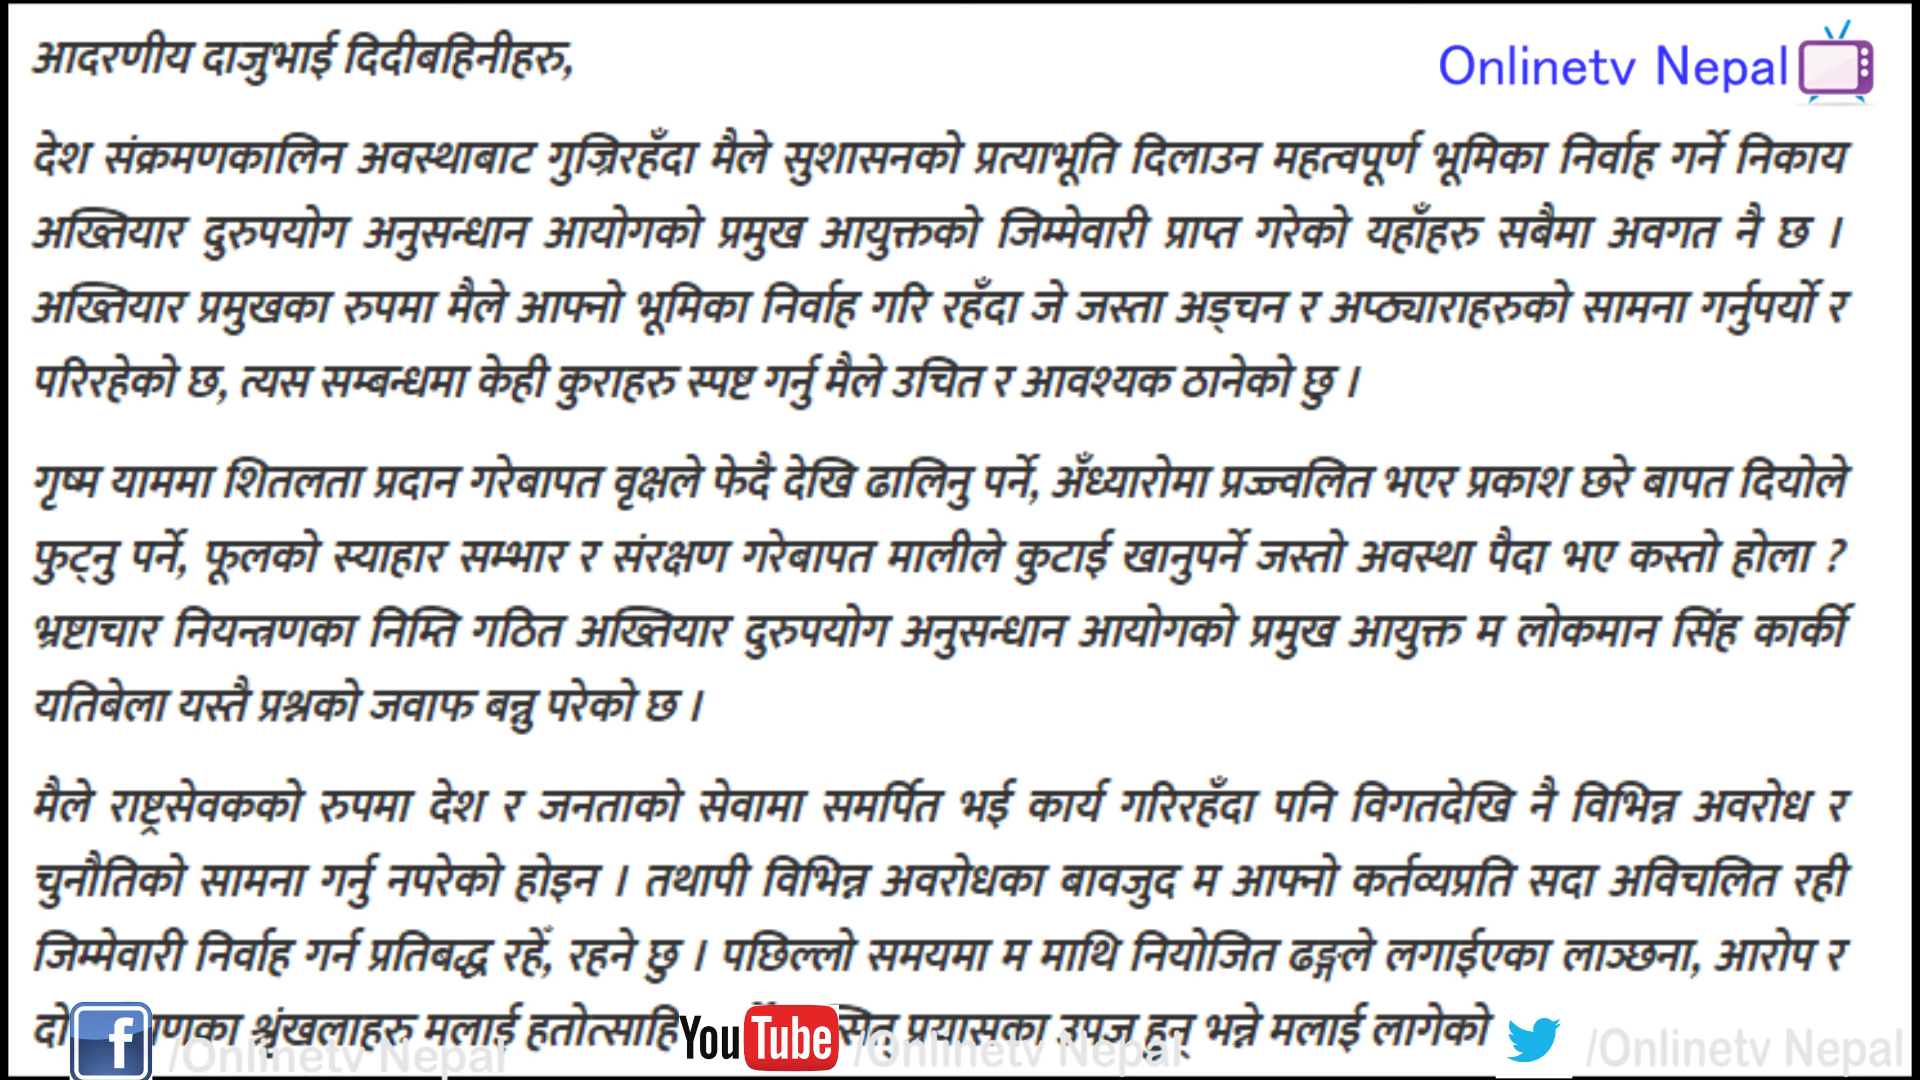 आदरणीय दाजुभाई दिदीबहिनीहरु,
Onlinetv Nepal
देश संक्रमणकालिन अवस्थाबाट गुज्रिरहँदा मैले सुशासनको प्रत्याभूति दिलाउन महत्वपूर्ण भूमिका निर्वाह गर्ने निकाय
अख्तियार दुरुपयोग अनुसन्धान आयोगको प्रमुख आयुक्तको जिम्मेवारी प्राप्त गरेको यहाँहरु सबैमा अवगत नै छ ।
अख्तियार प्रमुखका रुपमा मैले आफ्नो भूमिका निर्वाह गरि रहँदा जे जस्ता अड्चन र अप्ठ्याराहरुको सामना गर्नुपर्यो र
परिरहेको छ, त्यस सम्बन्धमा केही कुराहरु स्पष्ट गर्नु मैले उचित र आवश्यक ठानेको छु ।
गृष्म याममा शितलता प्रदान गरेबापत वृक्षले फेदै देखि ढालिनु पर्ने, अँध्यारोमा प्रज्ज्वलित भएर प्रकाश छरे बापत दियोले
फुट्नु पर्ने, फूलको स्याहार सम्भार र संरक्षण गरेबापत मालीले कुटाई खानुपर्ने जस्तो अवस्था पैदा भए कस्तो होला ?
भ्रष्टाचार नियन्त्रणका निम्ति गठित अख्तियार दुरुपयोग अनुसन्धान आयोगको प्रमुख आयुक्त म लोकमान सिंह कार्की
यतिबेला यस्तै प्रश्नको जवाफ बन्नु परेको छ ।
मैले राष्ट्रसेवकको रुपमा देश र जनताको सेवामा समर्पित भई कार्य गरिरहँदा पनि विगतदेखि नै विभिन्न अवरोध र
चुनौतिको सामना गर्नु नपरेको होइन । तथापी विभिन्न अवरोधका बावजुद म आफ्नो कर्तव्यप्रति सदा अविचलित रही
जिम्मेवारी निर्वाह गर्न प्रतिबद्ध रहेँ, रहने छु । पछिल्लो समयमा म माथि नियोजित ढङ्गले लगाईएका लाञ्छना, आरोप र
श्रृंखलाहरु मलाई प्रयासका उपज हुन् भन्ने मलाई लागेको
f /Onlinetv Nepal YouTube /Onlinetv Nepal /Onlinetv Nepal